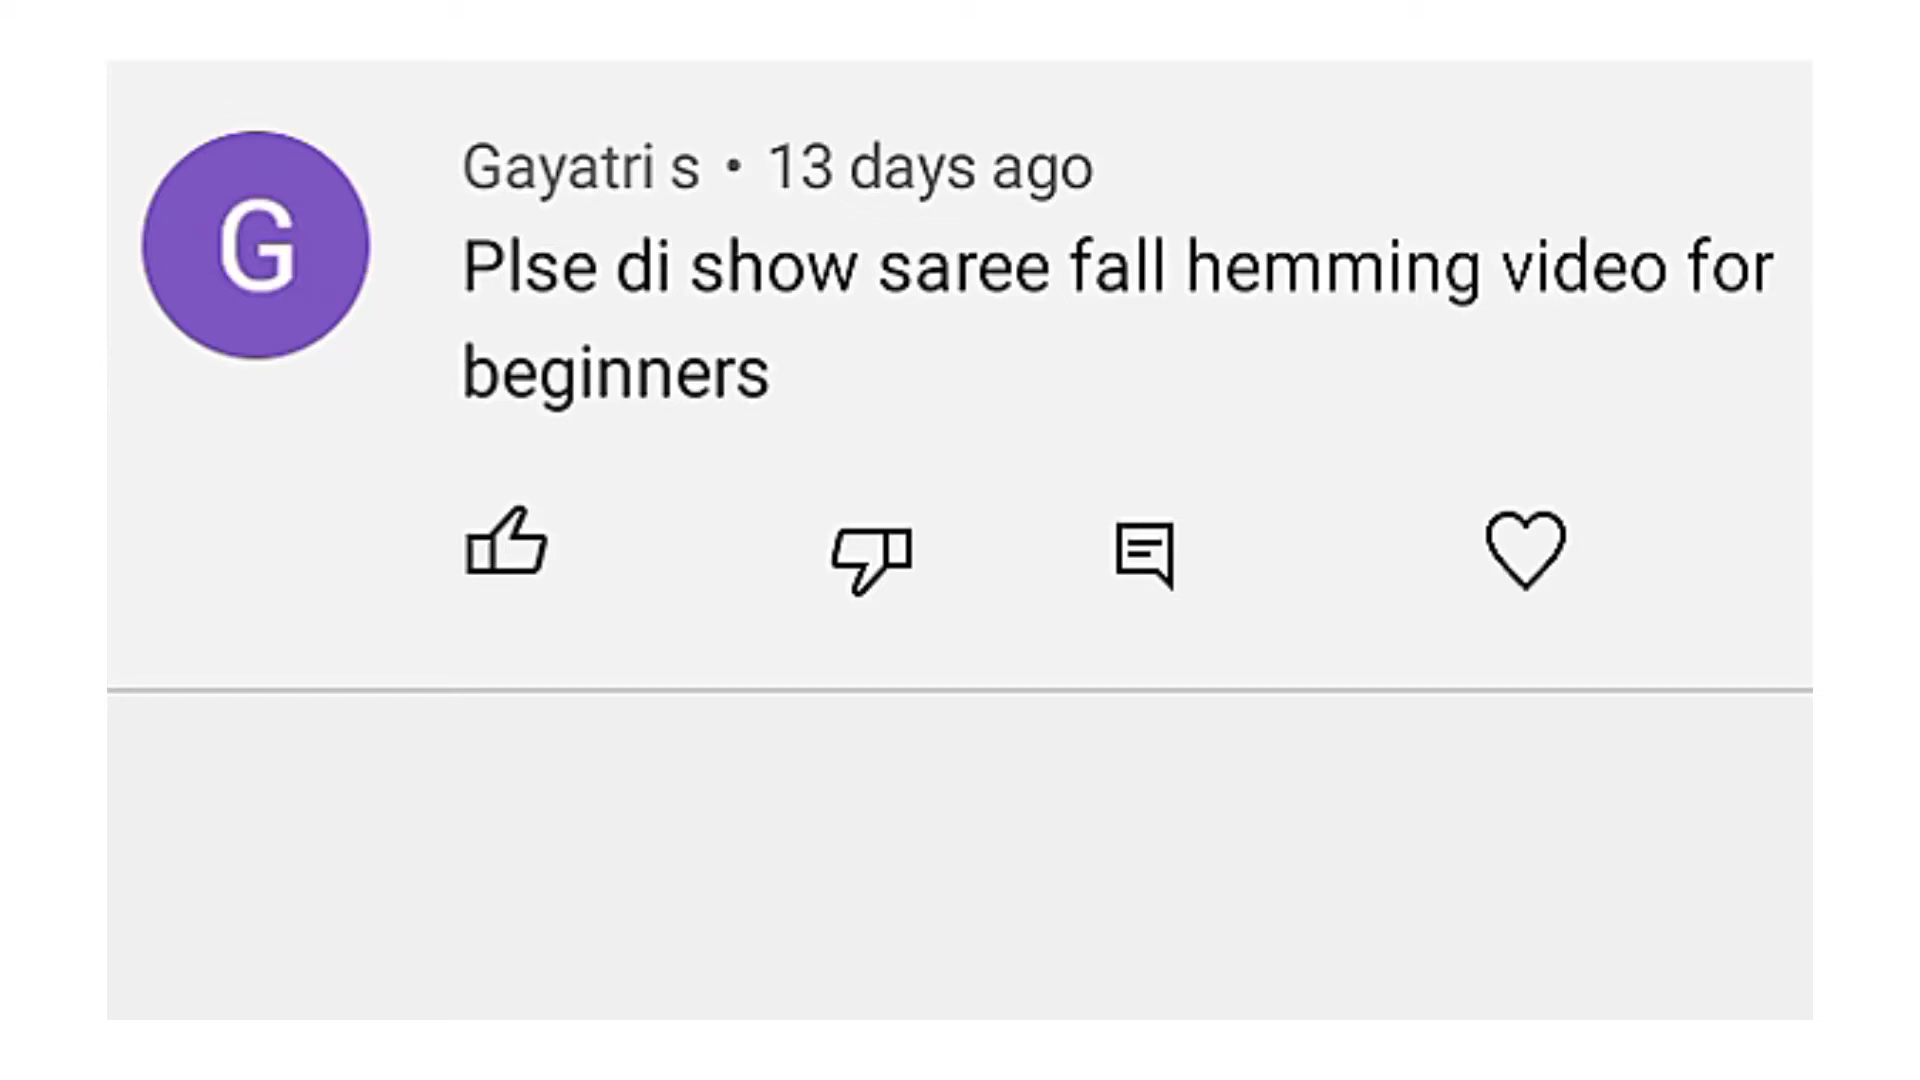 G
Gayatri s • 13 days ago
Plse di show saree fall hemming video for
beginners